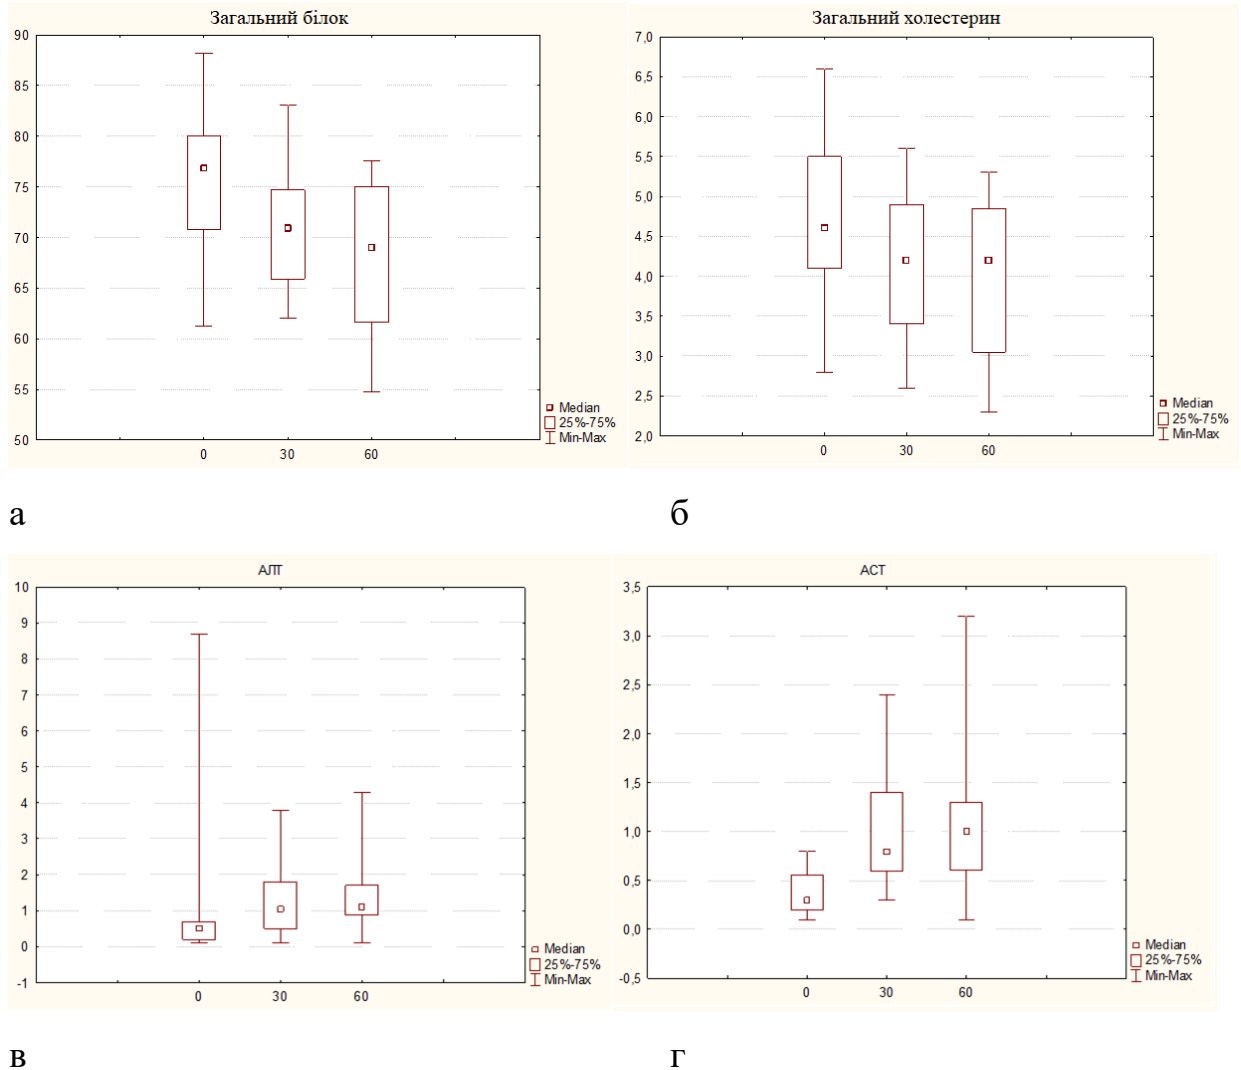 Загальний білок
90
85
80
75
70
65
60
55
50
0 30 60
Median
25%-75%
Min-Max
Загальний холестерин
7,0
6,5
6,0
5,5
5,0
4,5
4,0
3,5
3,0
2,5
2,0
0 30 60
Median
25%-75%
Min-Max
а
б
АЛТ
10
9
8
7
6
5
4
3
2
1
0
-1
0 30 60
Median
25%-75%
Min-Max
АСТ
3,5
3,0
2,5
2,0
1,5
1,0
0,5
0,0
-0,5
0 30 60
Median
25%-75%
Min-Max
в
г